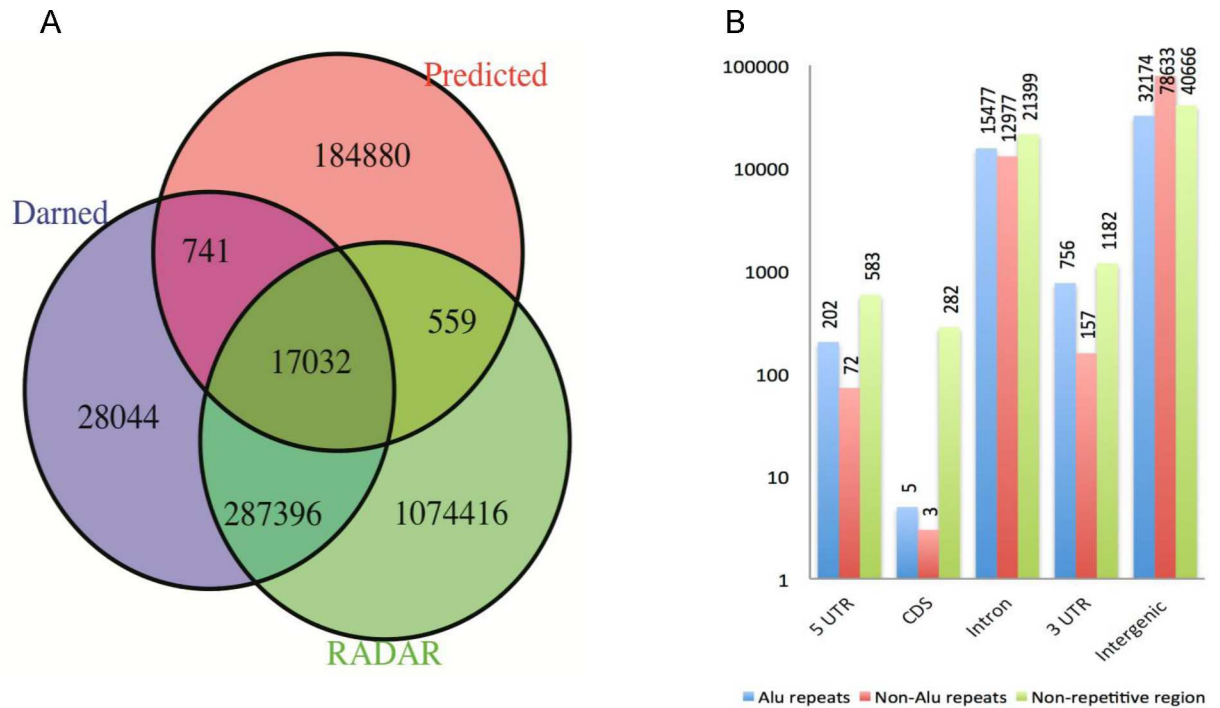 A
Predicted
184880
Darned
741
559
17032
28044
287396
1074416
RADAR
B
100000
10000
1000
100
10
1
202
72
583
5
3
282
15477
12977
21399
756
157
1182
32174
78633
40666
5 UTR
CDS
Intron
3 UTR
Intergenic
Alu repeats Non-Alu repeats Non-repetitive region